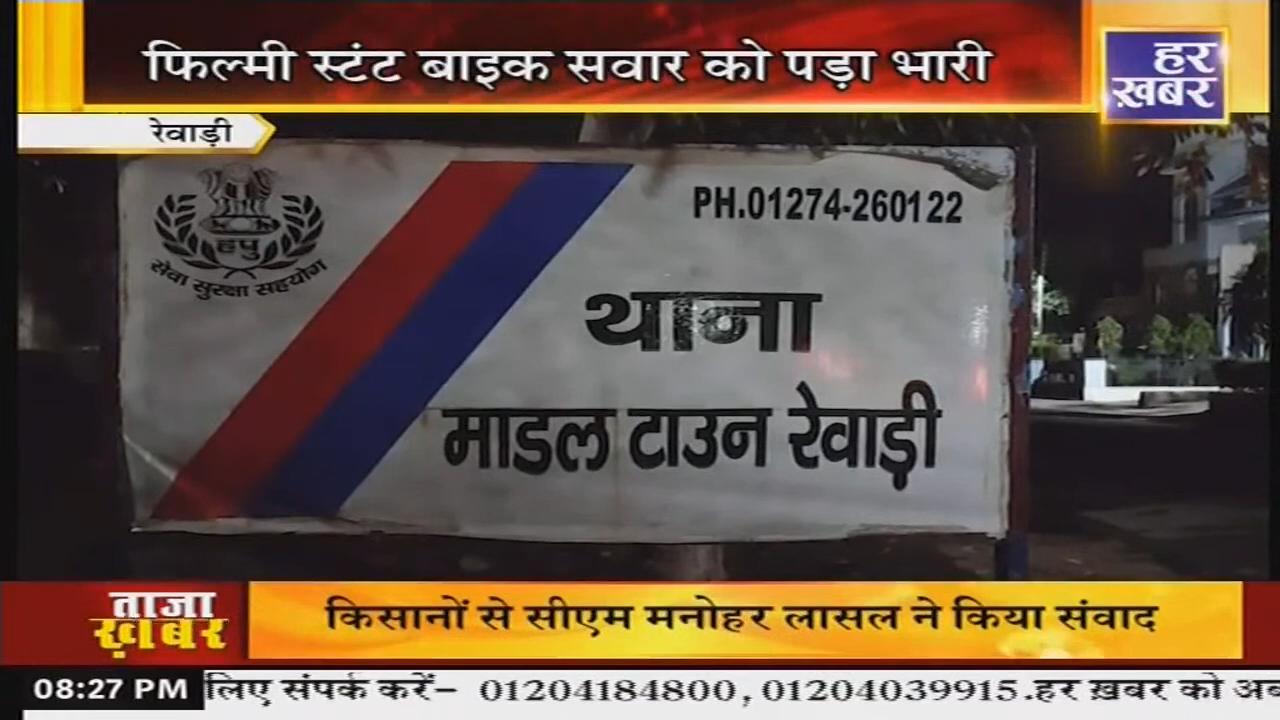 फिल्मी स्टंट बाइक सवार को पड़ा भारी
हर
ख़बर
रेवाड़ी
हपु
सेवा सुरक्षा सहयोग
PH.01274-260122
थाना
माडल टाउन रेवाड़ी
ताजा
ख़बर
किसानों से सीएम मनोहर लासल ने किया संवाद
08:27 PM
लिए संपर्क करें- 01204184800, 01204039915.हर ख़बर को अब